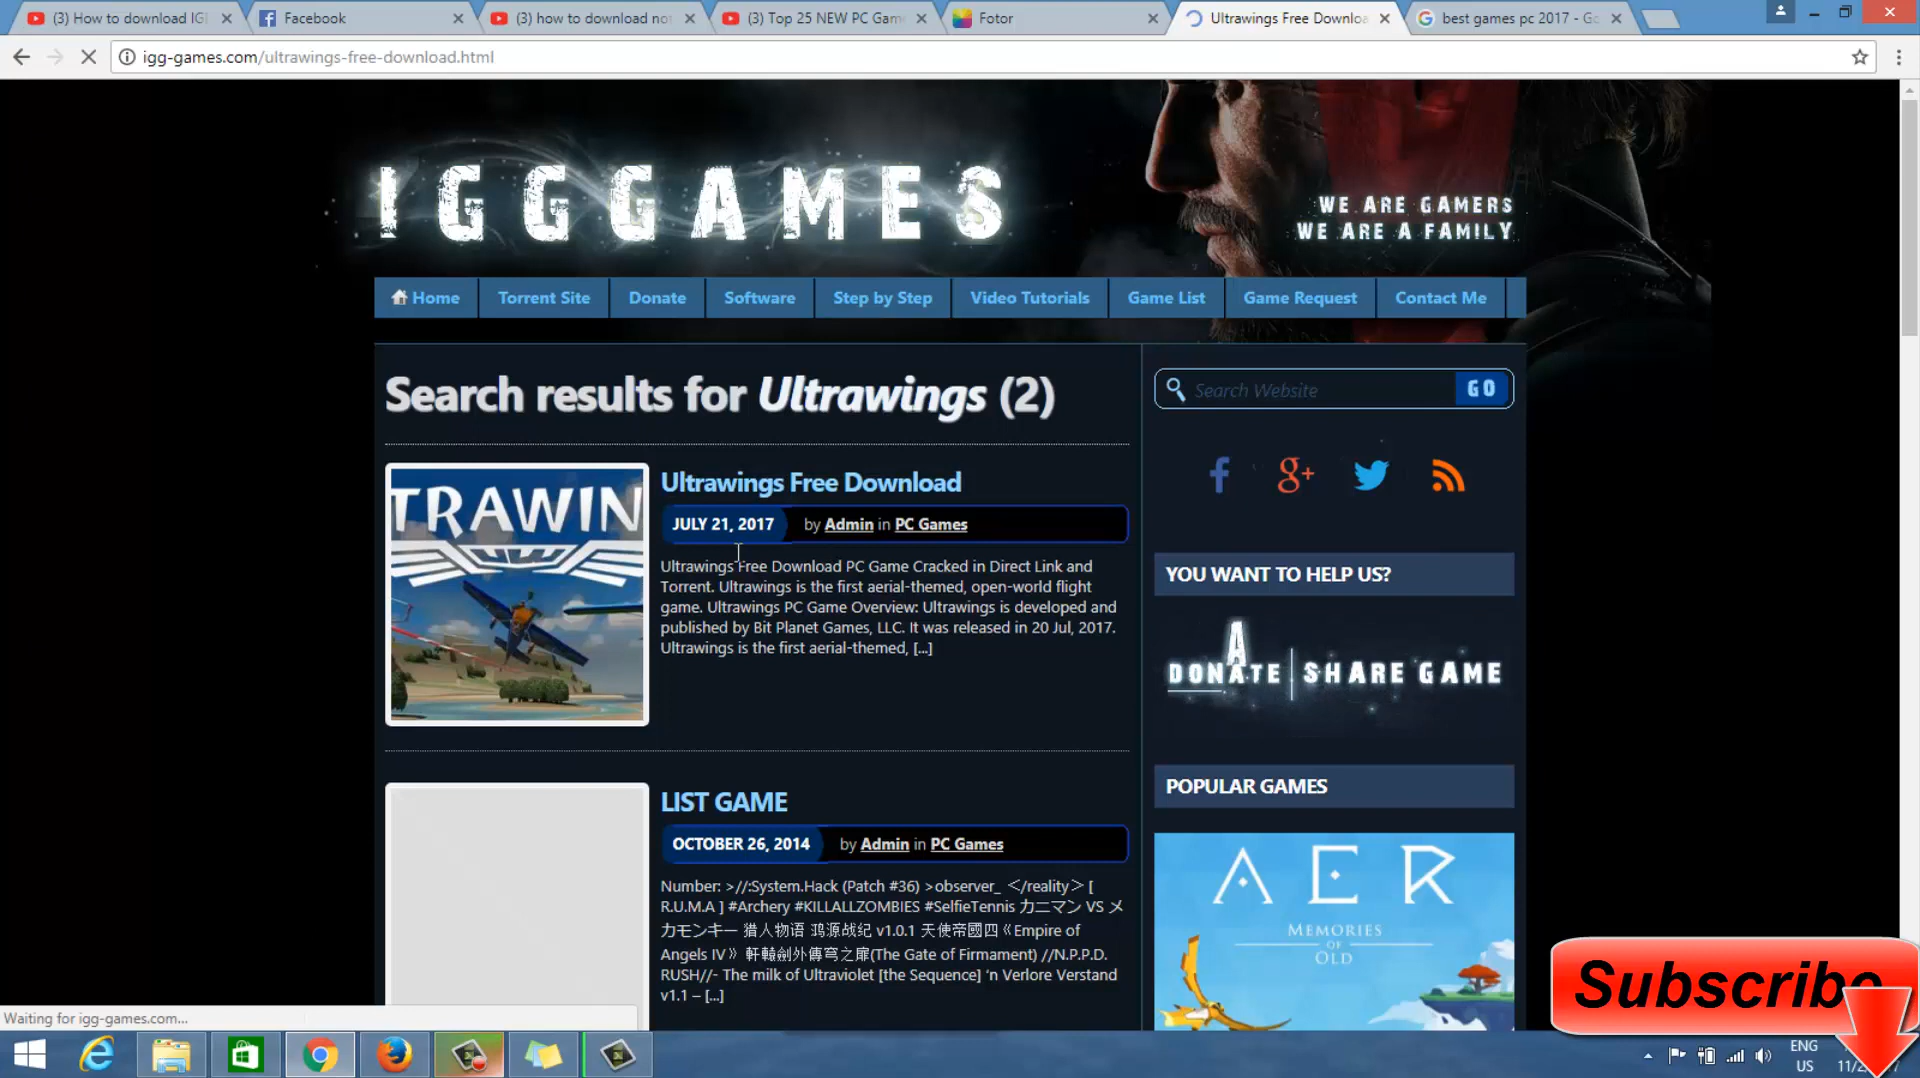 (3) How to download IG
Facebook
(3) how to download no
(3) Top 25 NEW PC Gam
Fotor
Ultrawings Free Downloa
best games pc 2017 - Go
igg-games.com/ultrawings-free-download.html
IGGGAMES
WE ARE GAMERS
WE ARE A FAMILY
Home
Torrent Site
Donate
Software
Step by Step
Video Tutorials
Game List
Game Request
Contact Me
Search results for Ultrawings (2)
Search Website
GO
TRAWIN
Ultrawings Free Download
JULY 21, 2017
by Admin in PC Games
Ultrawings Free Download PC Game Cracked in Direct Link and
Torrent. Ultrawings is the first aerial-themed, open-world flight
game. Ultrawings PC Game Overview: Ultrawings is developed and
published by Bit Planet Games, LLC. It was released in 20 Jul, 2017.
Ultrawings is the first aerial-themed, [...]
YOU WANT TO HELP US?
DONATE
A
SHARE GAME
POPULAR GAMES
AER
MEMORIES
OF
OLD
LIST GAME
OCTOBER 26, 2014
by Admin in PC Games
Number: >//:System.Hack (Patch #36) >observer_ </reality> [
R.U.M.A ] #Archery #KILLALLZOMBIES #SelfieTennis カニマン VS メ
カモンキー 猎人物语 鸿源战纪 v1.0.1 天使帝國四《Empire of
Angels IV》 軒轅劍外傳穹之扉(The Gate of Firmament) //N.P.P.D.
RUSH//- The milk of Ultraviolet [the Sequence] ‘n Verlore Verstand
v1.1 – [...]
Subscribe
Waiting for igg-games.com...
ENG
US